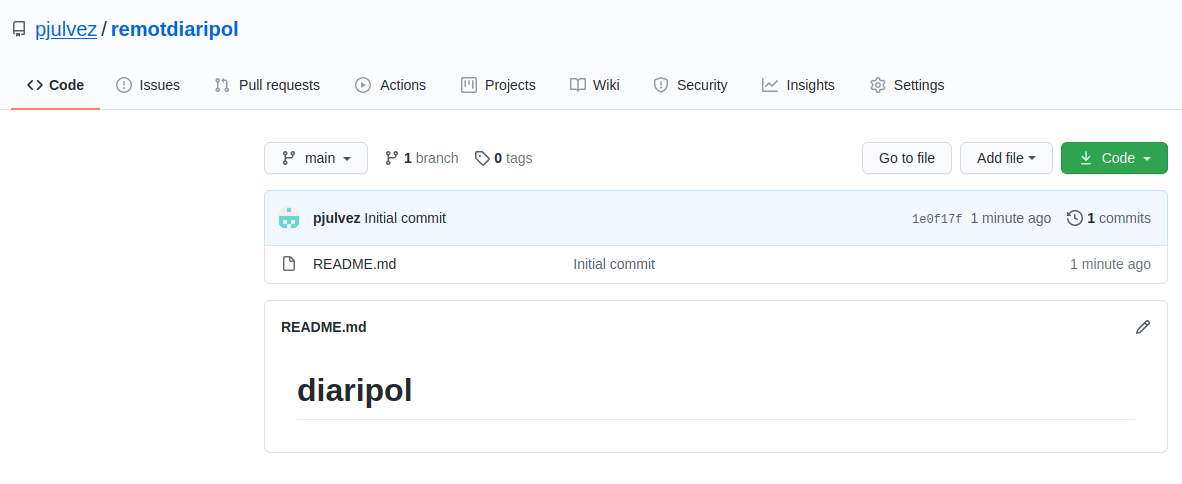 pjulvez / remotdiaripol
Code Issues Pull requests Actions Projects Wiki Security Insights Settings
main 1 branch 0 tags Go to file Add file Code
pjulvez Initial commit 1e0f17f 1 minute ago 1 commits
README.md Initial commit 1 minute ago
README.md
diaripol